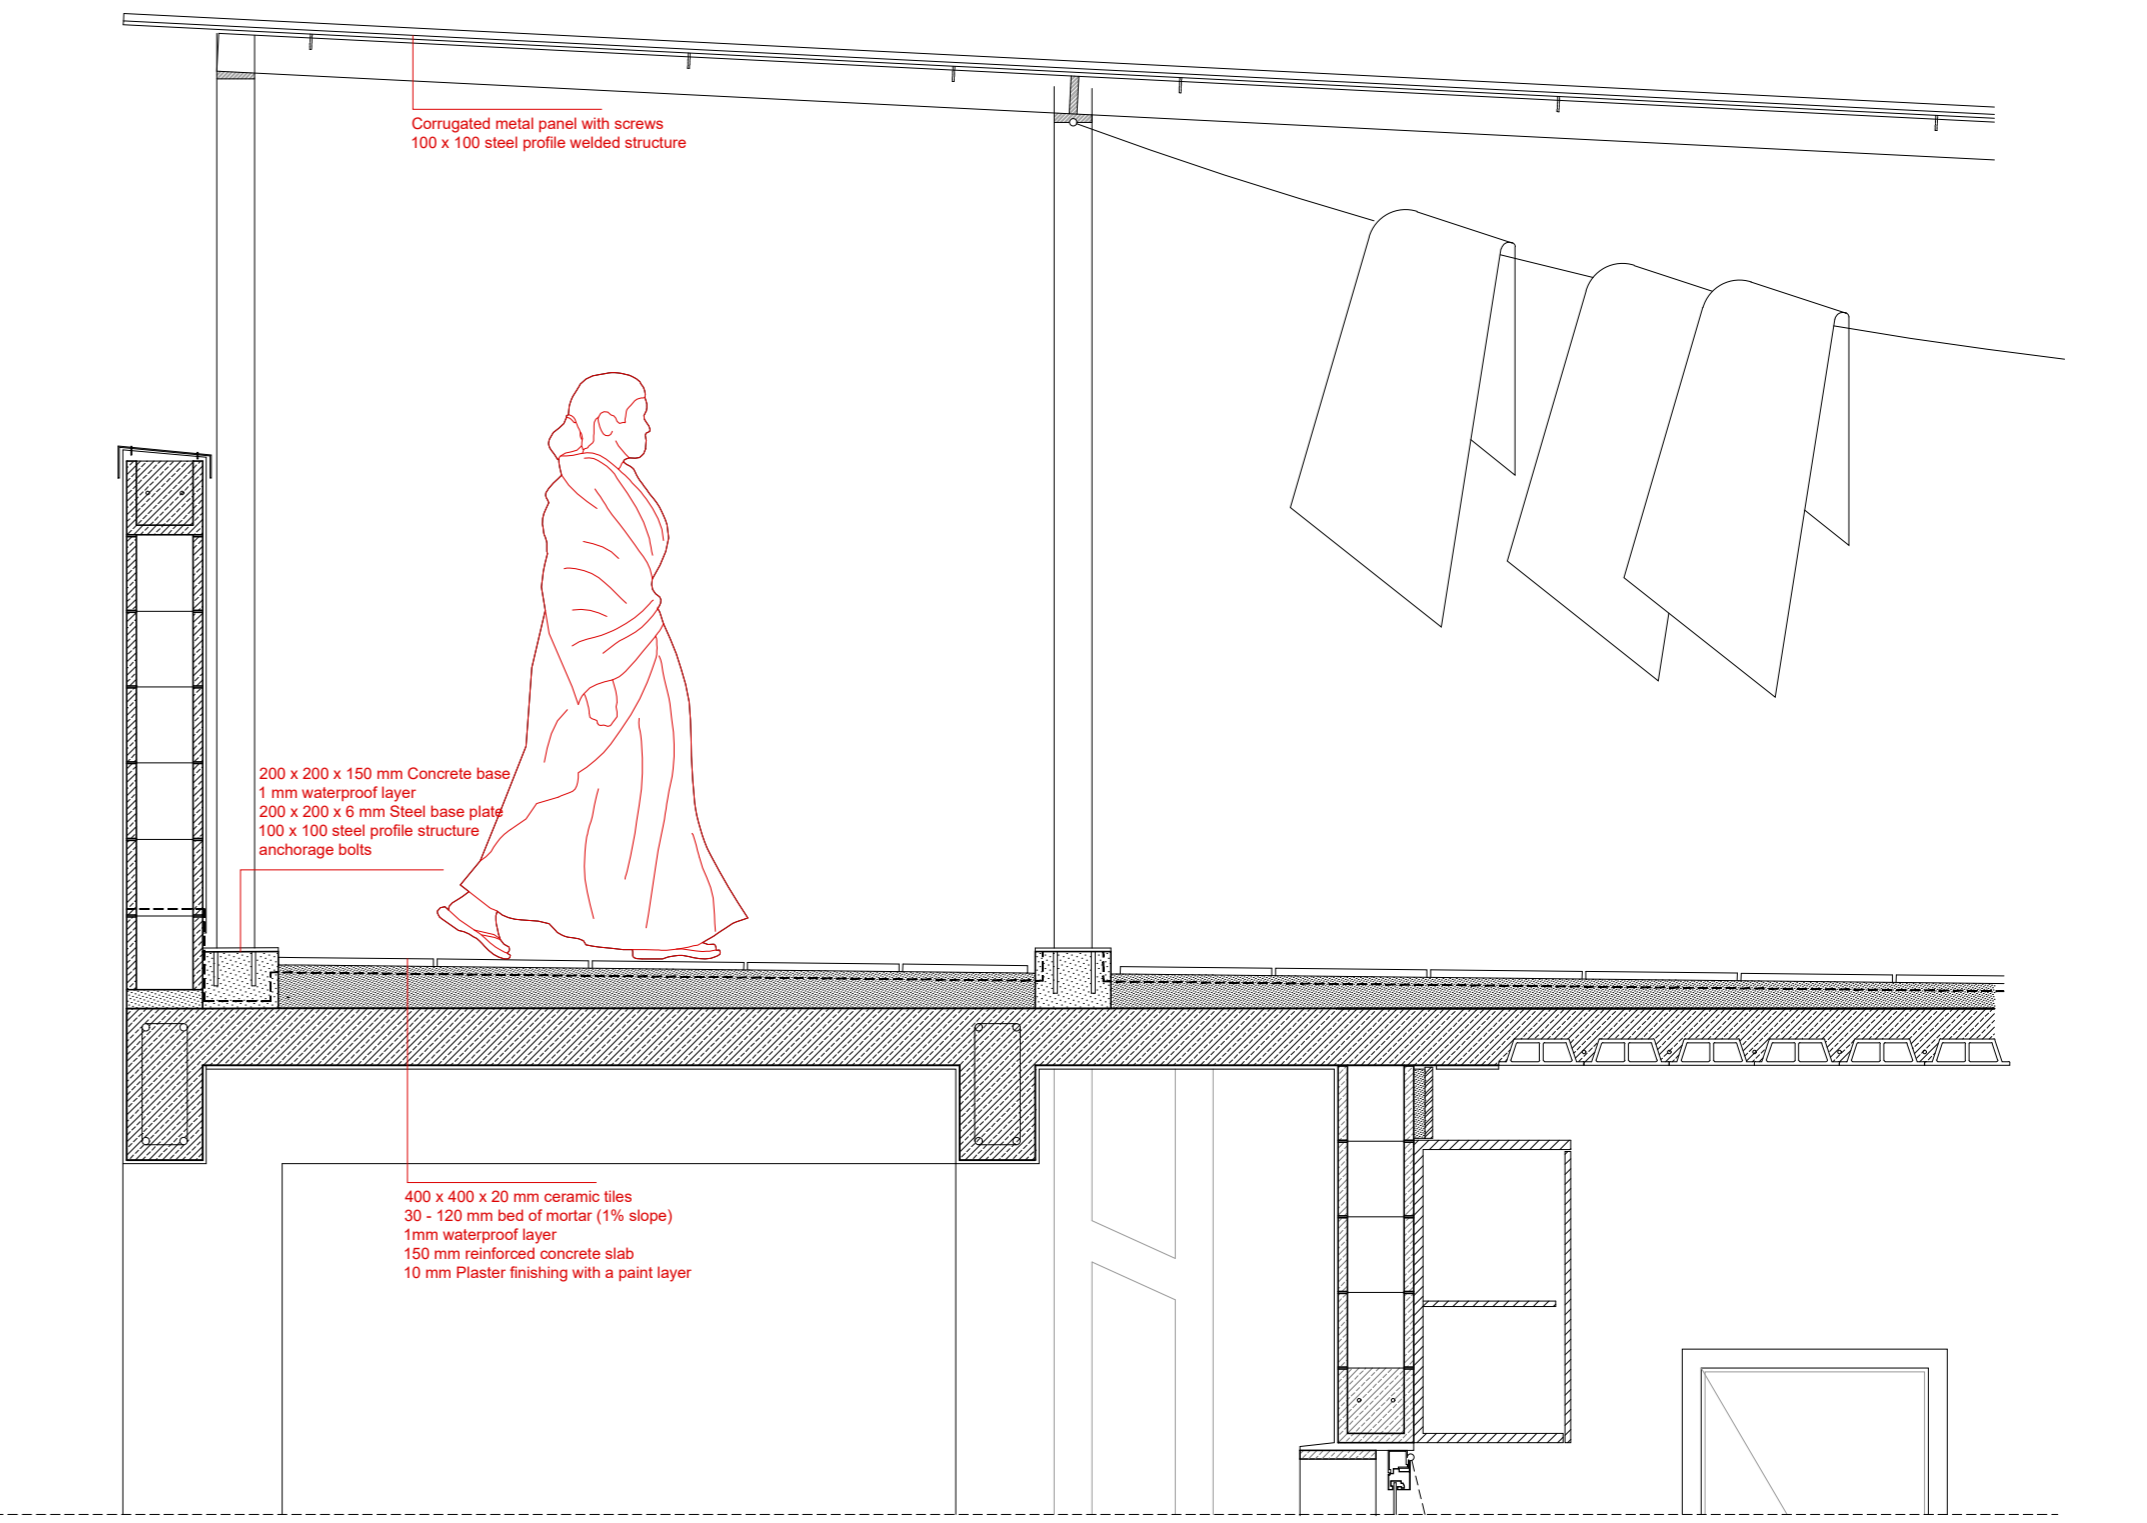 Corrugated metal panel with screws
100 x 100 steel profile welded structure
200 x 200 x 150 mm Concrete base
1 mm waterproof layer
200 x 200 x 6 mm Steel base plate
100 x 100 steel profile structure
anchorage bolts
400 x 400 x 20 mm ceramic tiles
30 - 120 mm bed of mortar (1% slope)
1mm waterproof layer
150 mm reinforced concrete slab
10 mm Plaster finishing with a paint layer